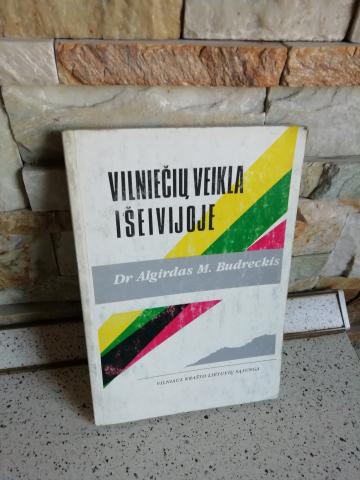 VILNIEČIŲ VEIKLA
IŠEIVIJOJE
Dr Algirdas M. Budreckis
VILNIAUS KRAŠTO LIETUVIŲ SĄJUNGA